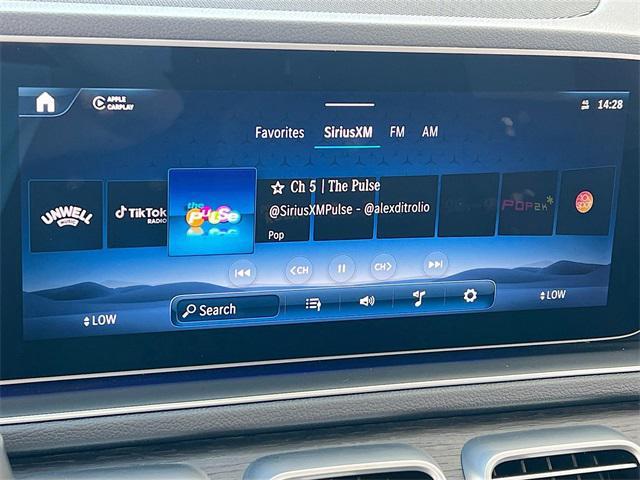 APPLE
CARPLAY
14:28
Favorites SiriusXM FM AM
UNWELL
MUSIC
TikTok
RADIO
the
Pulse
Ch 5 | The Pulse
@SiriusXMPulse - @alexditrolio
Pop
POP2K
CH
CH
Search
LOW
LOW